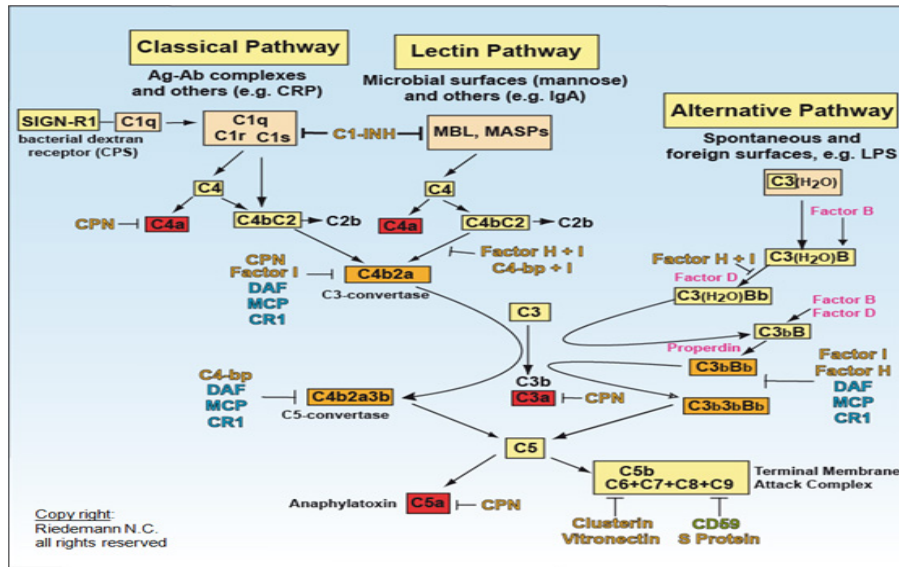 Classical Pathway
Ag-Ab complexes
and others (e.g. CRP)
Lectin Pathway
Microbial surfaces (mannose)
and others (e.g. IgA)
Alternative Pathway
Spontaneous and
foreign surfaces, e.g. LPS
SIGN-R1
bacterial dextran
receptor (CPS)
C1q
C1q
C1r C1s
C1-INH
MBL, MASPs
C3(H2O)
Factor B
C4
CPN
C4a
C4bC2
C2b
C4
C4a
C4bC2
C2b
Factor H + I
C4-bp + I
CPN
Factor I
DAF
MCP
CR1
C4b2a
C3-convertase
Factor H + I
C3(H2O)B
Factor D
C3(H2O)Bb
Factor B
Factor D
C3bB
Properdin
C3bBb
Factor I
Factor H
DAF
MCP
CR1
C3
C3b
C3a
CPN
C3b3bBb
C4-bp
DAF
MCP
CR1
C4b2a3b
C5-convertase
C5
Anaphylatoxin
C5a
CPN
C5b
C6+C7+C8+C9
Terminal Membrane
Attack Complex
Clusterin
Vitronectin
CD59
S Protein
Copy right:
Riedemann N.C.
all rights reserved